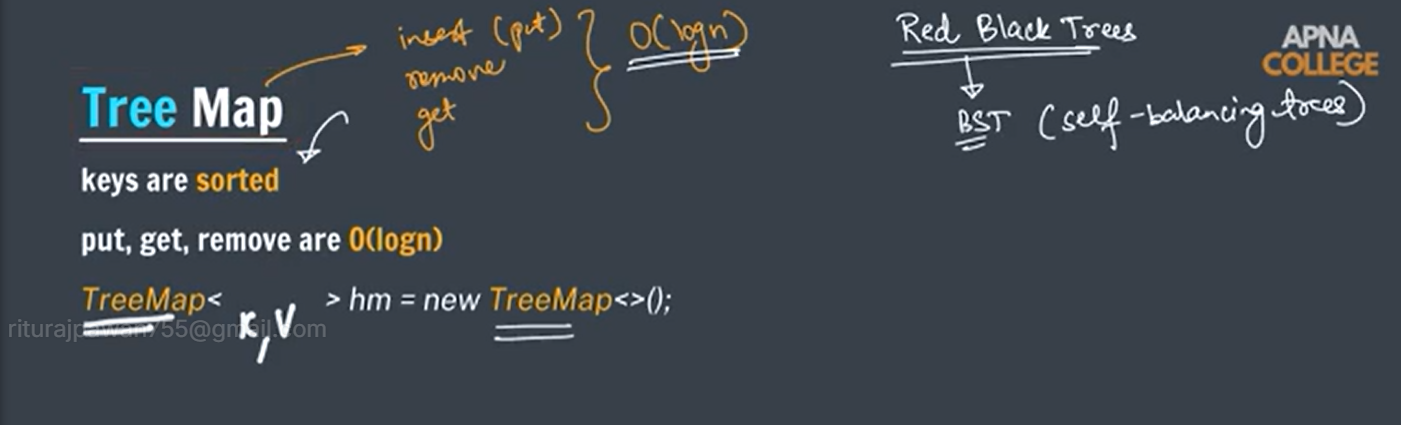 insert (put)
remove
get
O(logn)
Red Black Trees
BST (self-balancing trees)
APNA
COLLEGE
Tree Map
keys are sorted
put, get, remove are O(logn)
TreeMap< K,V > hm = new TreeMap<>();